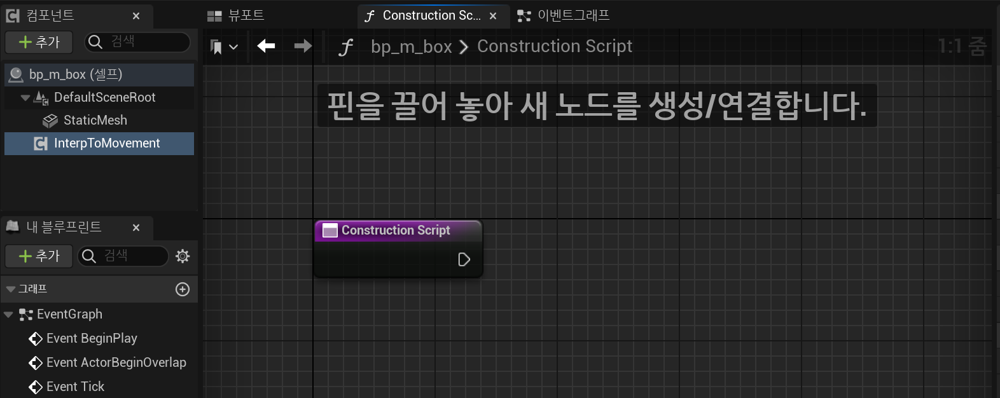 컴포넌트
추가
검색
bp_m_box (셀프)
DefaultSceneRoot
StaticMesh
InterpToMovement
내 블루프린트
추가
검색
그래프
EventGraph
Event BeginPlay
Event ActorBeginOverlap
Event Tick
뷰포트
Construction Sc...
이벤트그래프
bp_m_box > Construction Script
1:1 줌
핀을 끌어 놓아 새 노드를 생성/연결합니다.
Construction Script